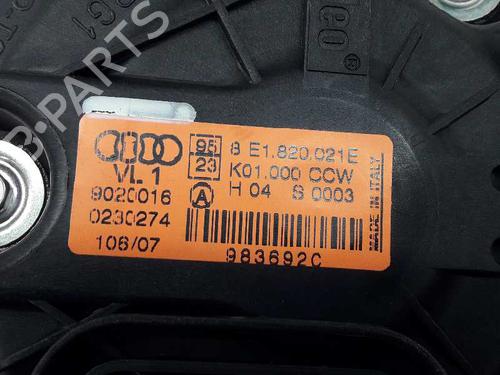 PG1
VL 1
9020016
0230274
106/07
95
23
A
8 E1.820.021E
K01.000 CCW
H 04 S 0003
983692C
MADE IN ITALY